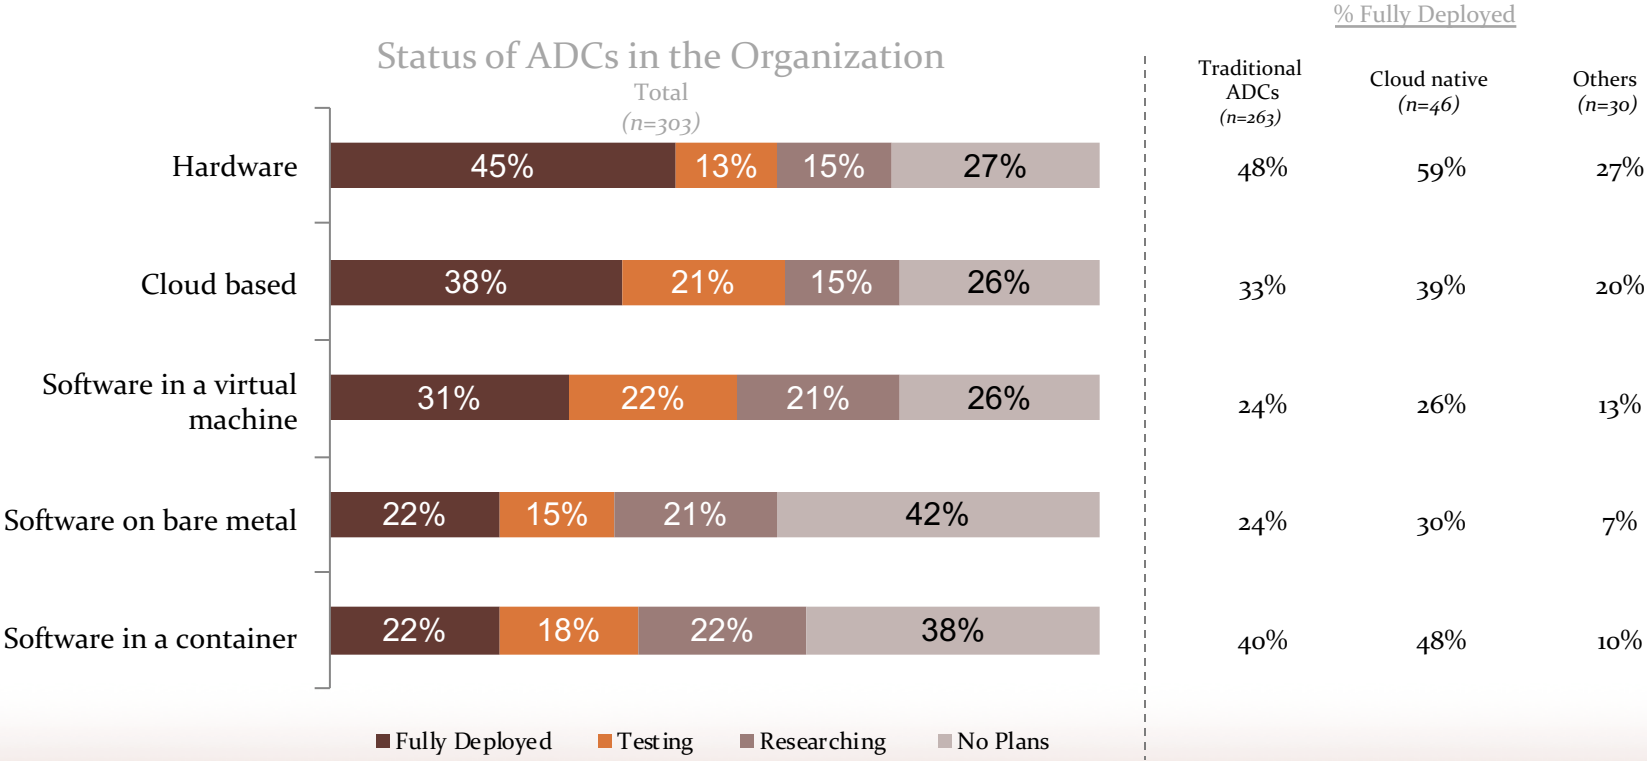 % Fully Deployed
Status of ADCs in the Organization
Total
(n=303)
Traditional
ADCs
(n=263)
Cloud native
(n=46)
Others
(n=30)
Hardware 45% 13% 15% 27% 48% 59% 27%
Cloud based 38% 21% 15% 26% 33% 39% 20%
Software in a virtual
machine 31% 22% 21% 26% 24% 26% 13%
Software on bare metal 22% 15% 21% 42% 24% 30% 7%
Software in a container 22% 18% 22% 38% 40% 48% 10%
Fully Deployed Testing Researching No Plans